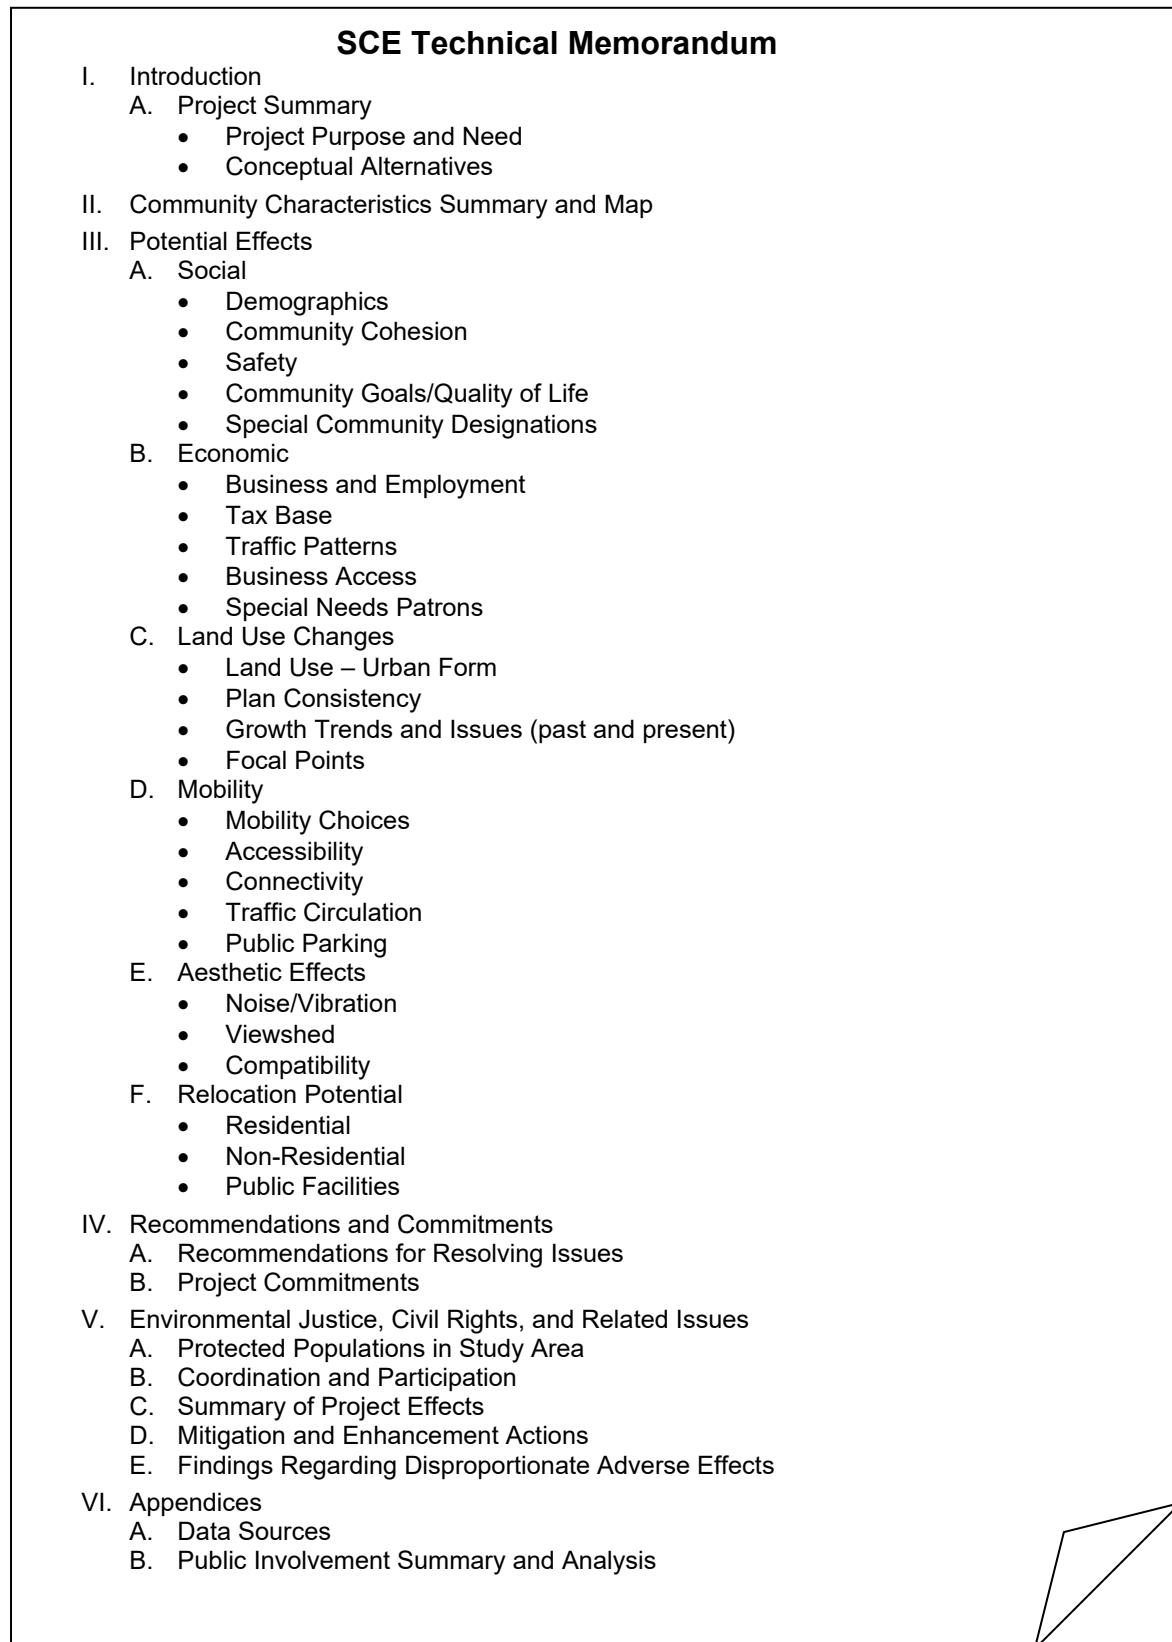 SCE Technical Memorandum
I. Introduction
A. Project Summary
• Project Purpose and Need
• Conceptual Alternatives
II. Community Characteristics Summary and Map
III. Potential Effects
A. Social
• Demographics
• Community Cohesion
• Safety
• Community Goals/Quality of Life
• Special Community Designations
B. Economic
• Business and Employment
• Tax Base
• Traffic Patterns
• Business Access
• Special Needs Patrons
C. Land Use Changes
• Land Use – Urban Form
• Plan Consistency
• Growth Trends and Issues (past and present)
• Focal Points
D. Mobility
• Mobility Choices
• Accessibility
• Connectivity
• Traffic Circulation
• Public Parking
E. Aesthetic Effects
• Noise/Vibration
• Viewshed
• Compatibility
F. Relocation Potential
• Residential
• Non-Residential
• Public Facilities
IV. Recommendations and Commitments
A. Recommendations for Resolving Issues
B. Project Commitments
V. Environmental Justice, Civil Rights, and Related Issues
A. Protected Populations in Study Area
B. Coordination and Participation
C. Summary of Project Effects
D. Mitigation and Enhancement Actions
E. Findings Regarding Disproportionate Adverse Effects
VI. Appendices
A. Data Sources
B. Public Involvement Summary and Analysis